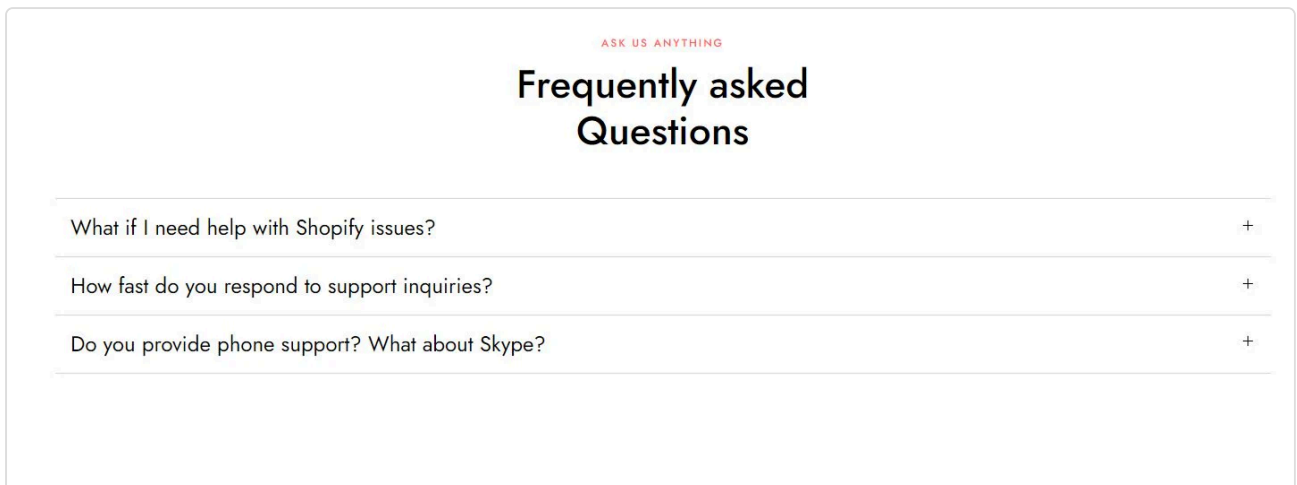 ASK US ANYTHING
Frequently asked
Questions
What if I need help with Shopify issues?
+
How fast do you respond to support inquiries?
+
Do you provide phone support? What about Skype?
+